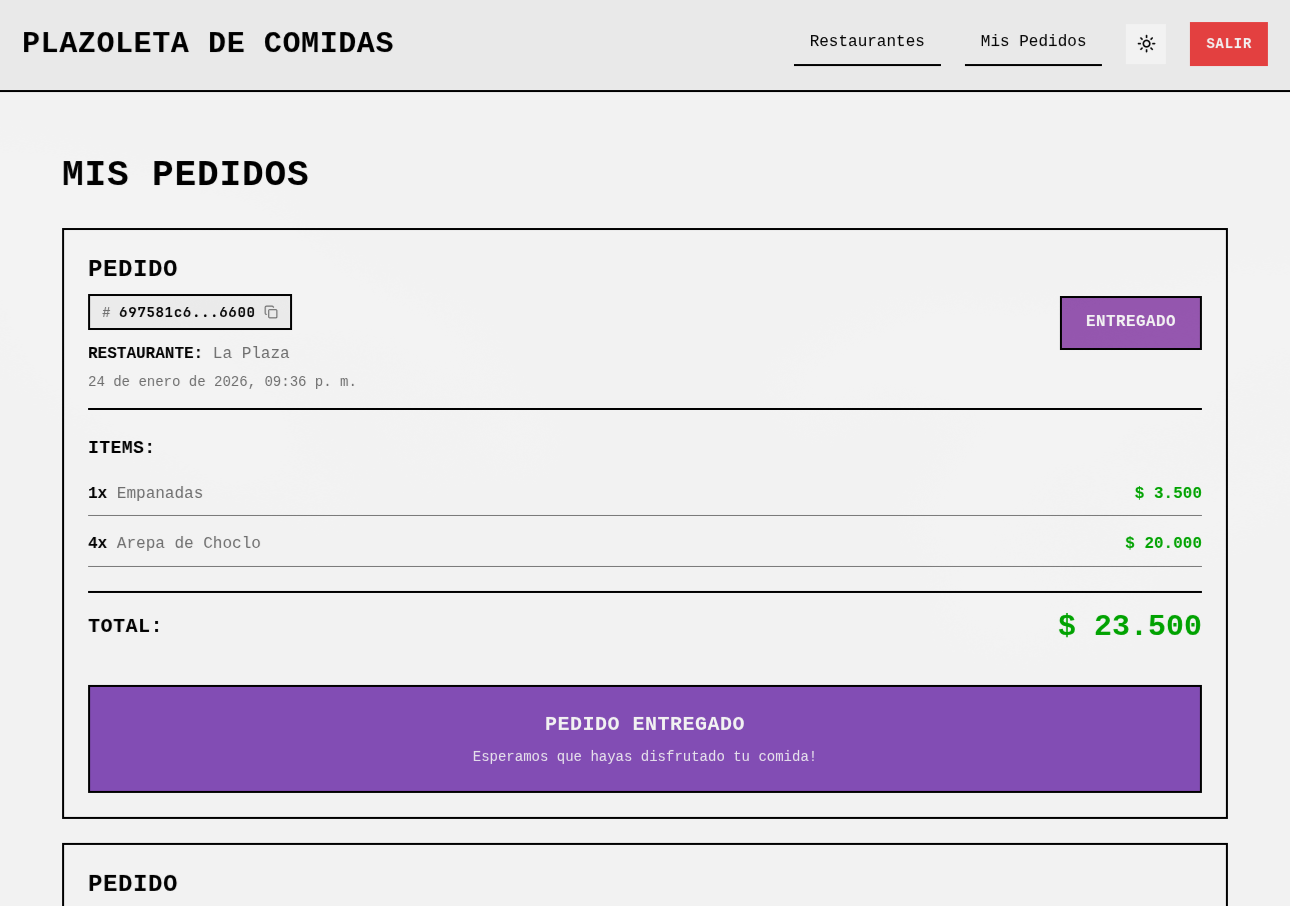 PLAZOLETA DE COMIDAS
Restaurantes
Mis Pedidos
SALIR
MIS PEDIDOS
PEDIDO
# 697581c6...6600
ENTREGADO
RESTAURANTE: La Plaza
24 de enero de 2026, 09:36 p. m.
ITEMS:
1x Empanadas $ 3.500
4x Arepa de Choclo $ 20.000
TOTAL: $ 23.500
PEDIDO ENTREGADO
Esperamos que hayas disfrutado tu comida!
PEDIDO